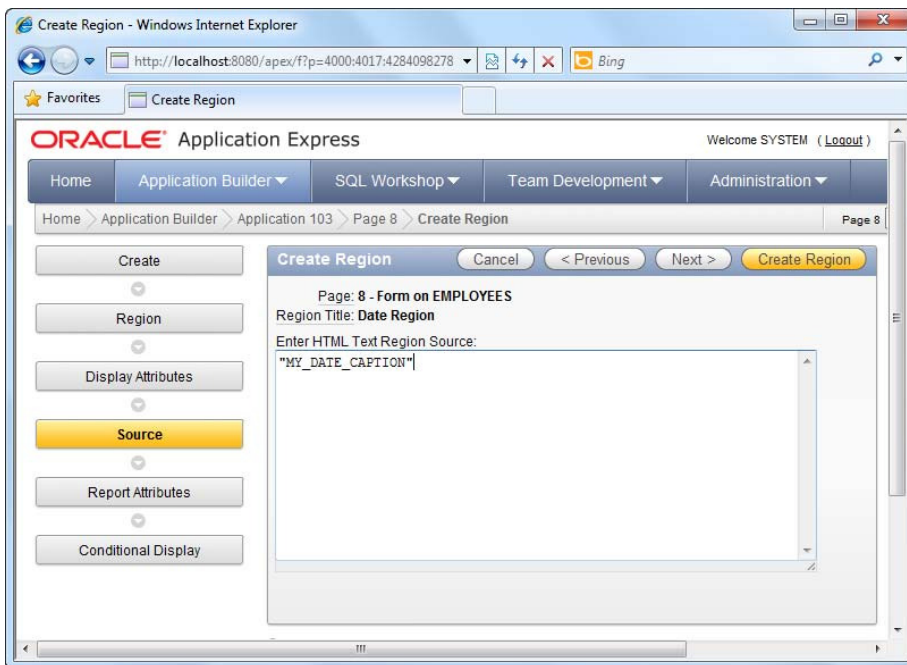 Create Region - Windows Internet Explorer
http://localhost:8080/apex/f?p=4000:4017:4284098278
Bing
Favorites
Create Region
ORACLE Application Express
Welcome SYSTEM ( Logout )
Home Application Builder SQL Workshop Team Development Administration
Home Application Builder Application 103 Page 8 Create Region
Page 8
Create
Region
Display Attributes
Source
Report Attributes
Conditional Display
Create Region
Cancel < Previous Next > Create Region
Page: 8 - Form on EMPLOYEES
Region Title: Date Region
Enter HTML Text Region Source:
"MY_DATE_CAPTION"